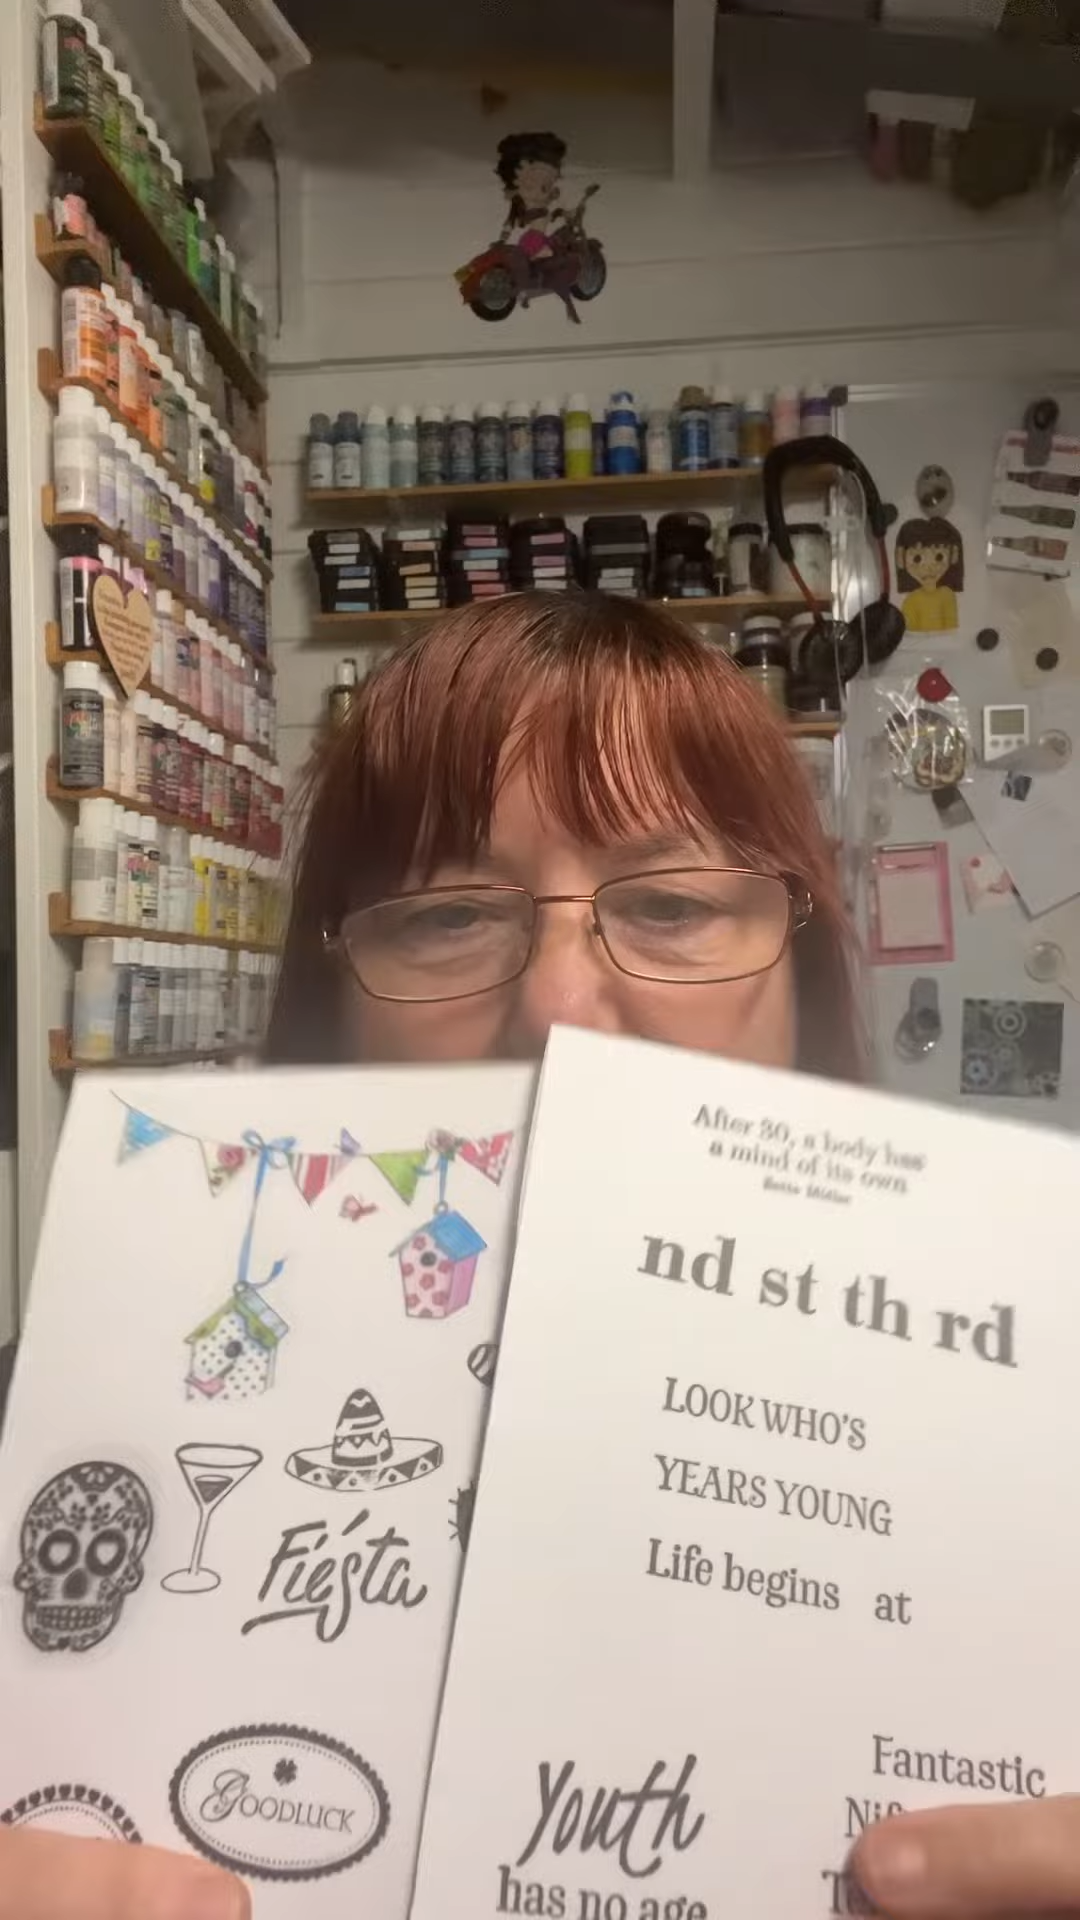 Fiésta
GOODLUCK
After 30, a body has
a mind of its own
Bette Midler
nd st th rd
LOOK WHO'S
YEARS YOUNG
Life begins at
Fantastic
Youth
has no age